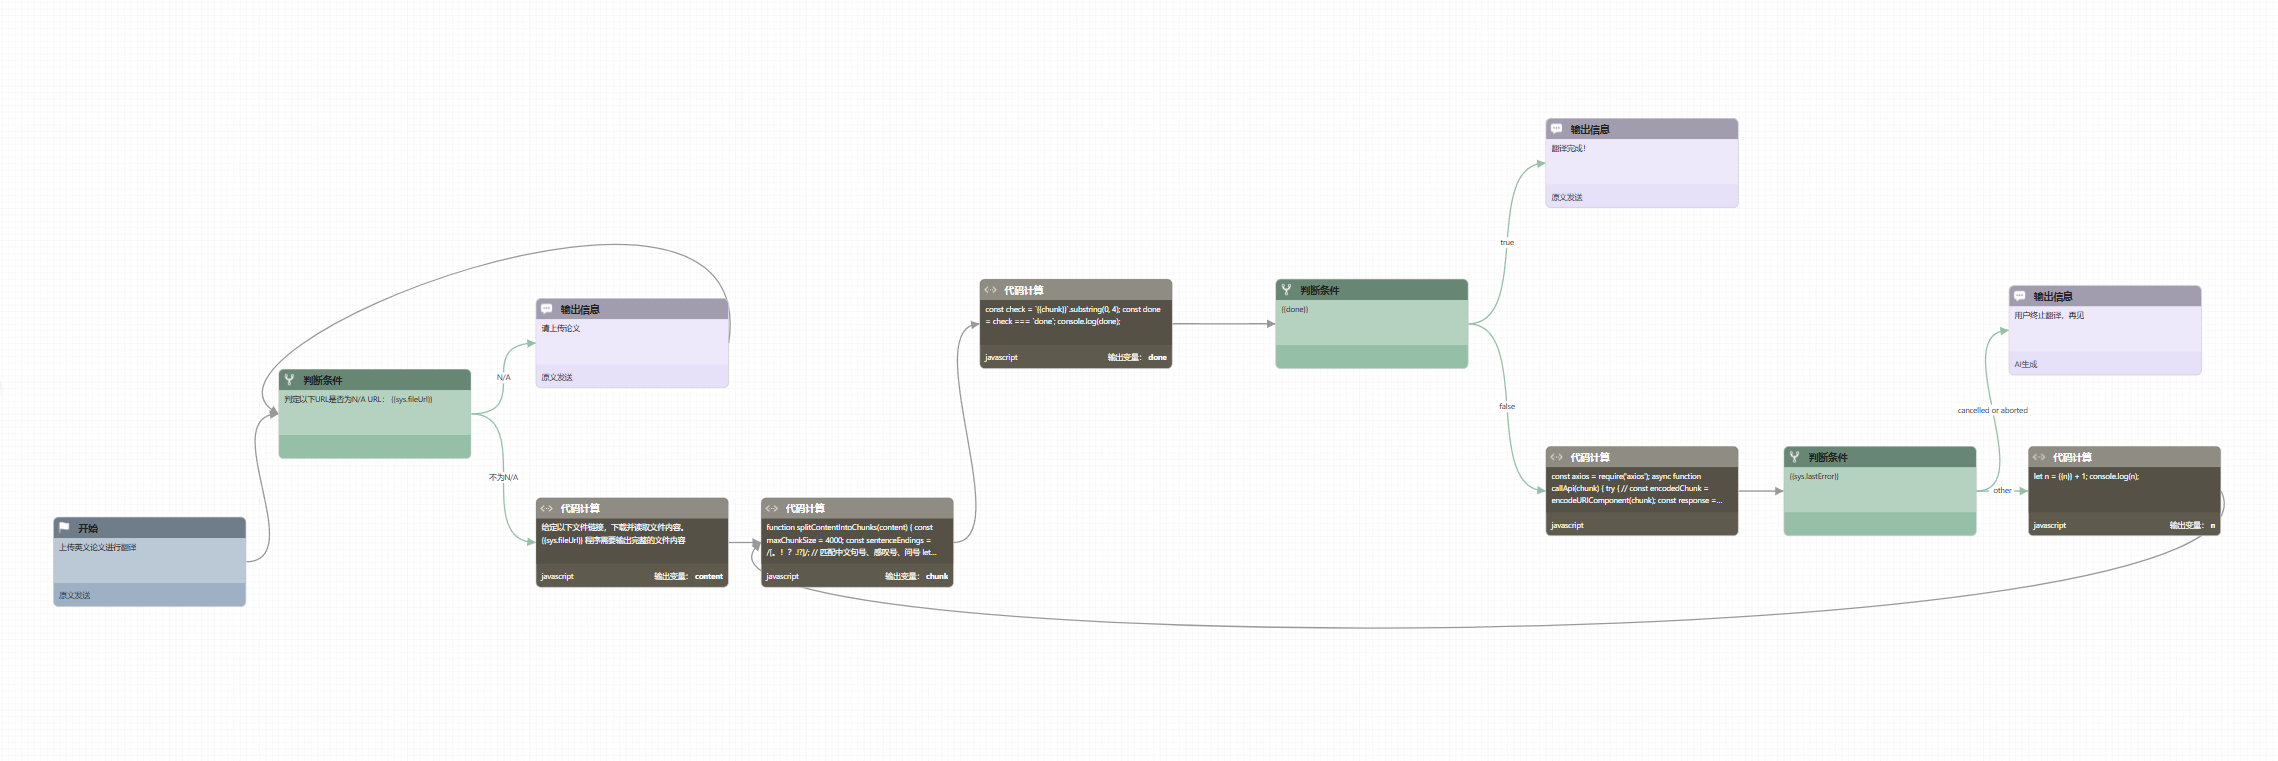 开始
上传英文论文进行翻译
原文发送
判断条件
判定以下URL是否为N/A URL： {{sys.fileUrl}}
N/A
不为N/A
输出信息
请上传论文
原文发送
代码计算
给定以下文件链接，下载并读取文件内容。
{{sys.fileUrl}} 程序需要输出完整的文件内容
javascript
输出变量： content
代码计算
function splitContentIntoChunks(content) { const
maxChunkSize = 4000; const sentenceEndings =
/[。！？.!?]/; // 匹配中文句号、感叹号、问号 let...
javascript
输出变量： chunk
代码计算
const check = `{{chunk}}`.substring(0, 4); const done
= check === `done`; console.log(done);
javascript
输出变量： done
判断条件
{{done}}
true
false
输出信息
翻译完成！
原文发送
代码计算
const axios = require('axios'); async function
callApi(chunk) { try { // const encodedChunk =
encodeURIComponent(chunk); const response =...
javascript
判断条件
{{sys.lastError}}
cancelled or aborted
other
输出信息
用户终止翻译，再见
AI生成
代码计算
let n = {{n}} + 1; console.log(n);
javascript
输出变量： n